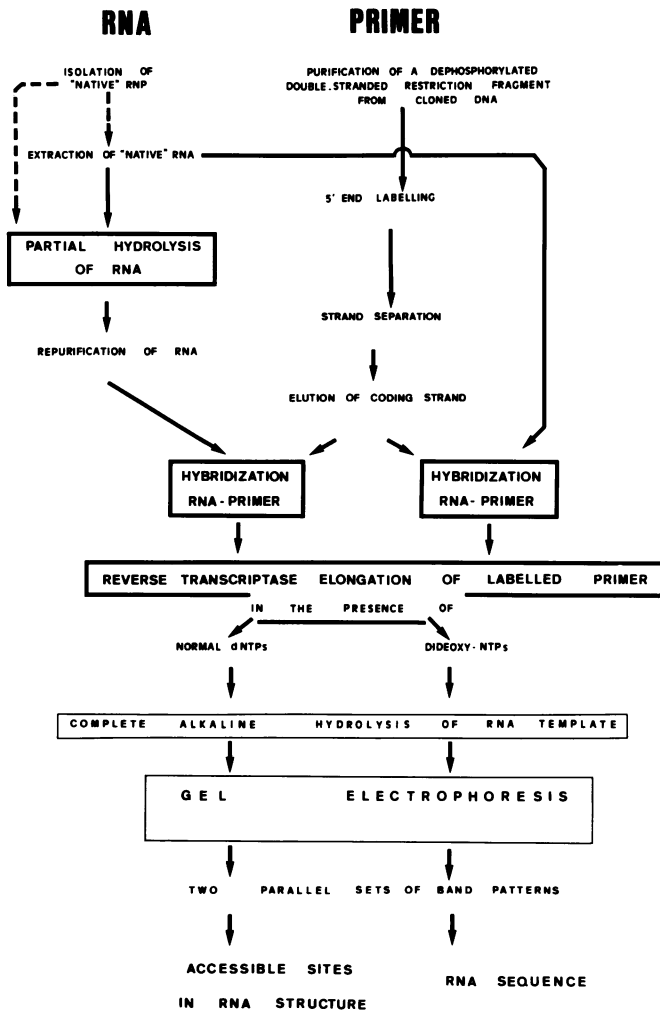 RNA
PRIMER
ISOLATION OF
"NATIVE" RNP
PURIFICATION OF A DEPHOSPHORYLATED
DOUBLE.STRANDED RESTRICTION FRAGMENT
FROM CLONED DNA
EXTRACTION OF "NATIVE" RNA
5' END LABELLING
PARTIAL HYDROLYSIS
OF RNA
STRAND SEPARATION
REPURIFICATION OF RNA
ELUTION OF CODING STRAND
HYBRIDIZATION
RNA-PRIMER
HYBRIDIZATION
RNA-PRIMER
REVERSE TRANSCRIPTASE ELONGATION OF LABELLED PRIMER
IN THE PRESENCE OF
NORMAL dNTPs
DIDEOXY-NTPs
COMPLETE ALKALINE HYDROLYSIS OF RNA TEMPLATE
GEL ELECTROPHORESIS
TWO PARALLEL SETS OF BAND PATTERNS
ACCESSIBLE SITES
IN RNA STRUCTURE
RNA SEQUENCE